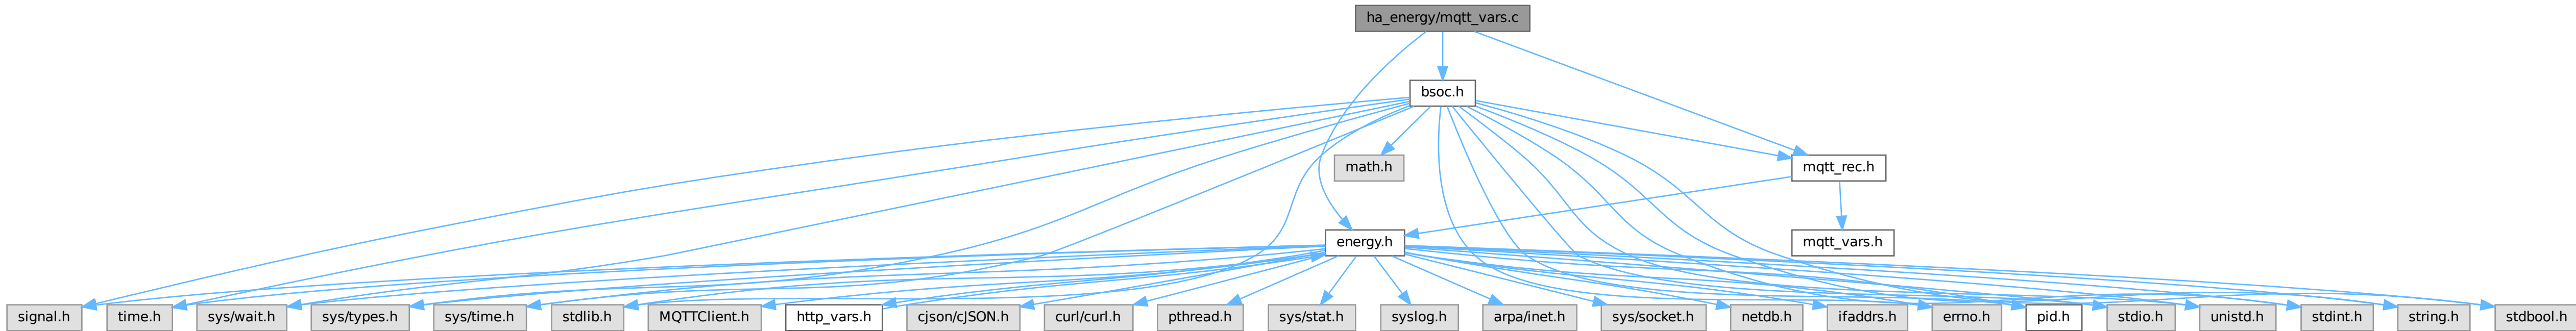 ha_energy/mqtt_vars.c
bsoc.h
math.h
mqtt_rec.h
energy.h
mqtt_vars.h
signal.h
time.h
sys/wait.h
sys/types.h
sys/time.h
stdlib.h
MQTTClient.h
http_vars.h
cjson/cJSON.h
curl/curl.h
pthread.h
sys/stat.h
syslog.h
arpa/inet.h
sys/socket.h
netdb.h
ifaddrs.h
errno.h
pid.h
stdio.h
unistd.h
stdint.h
string.h
stdbool.h